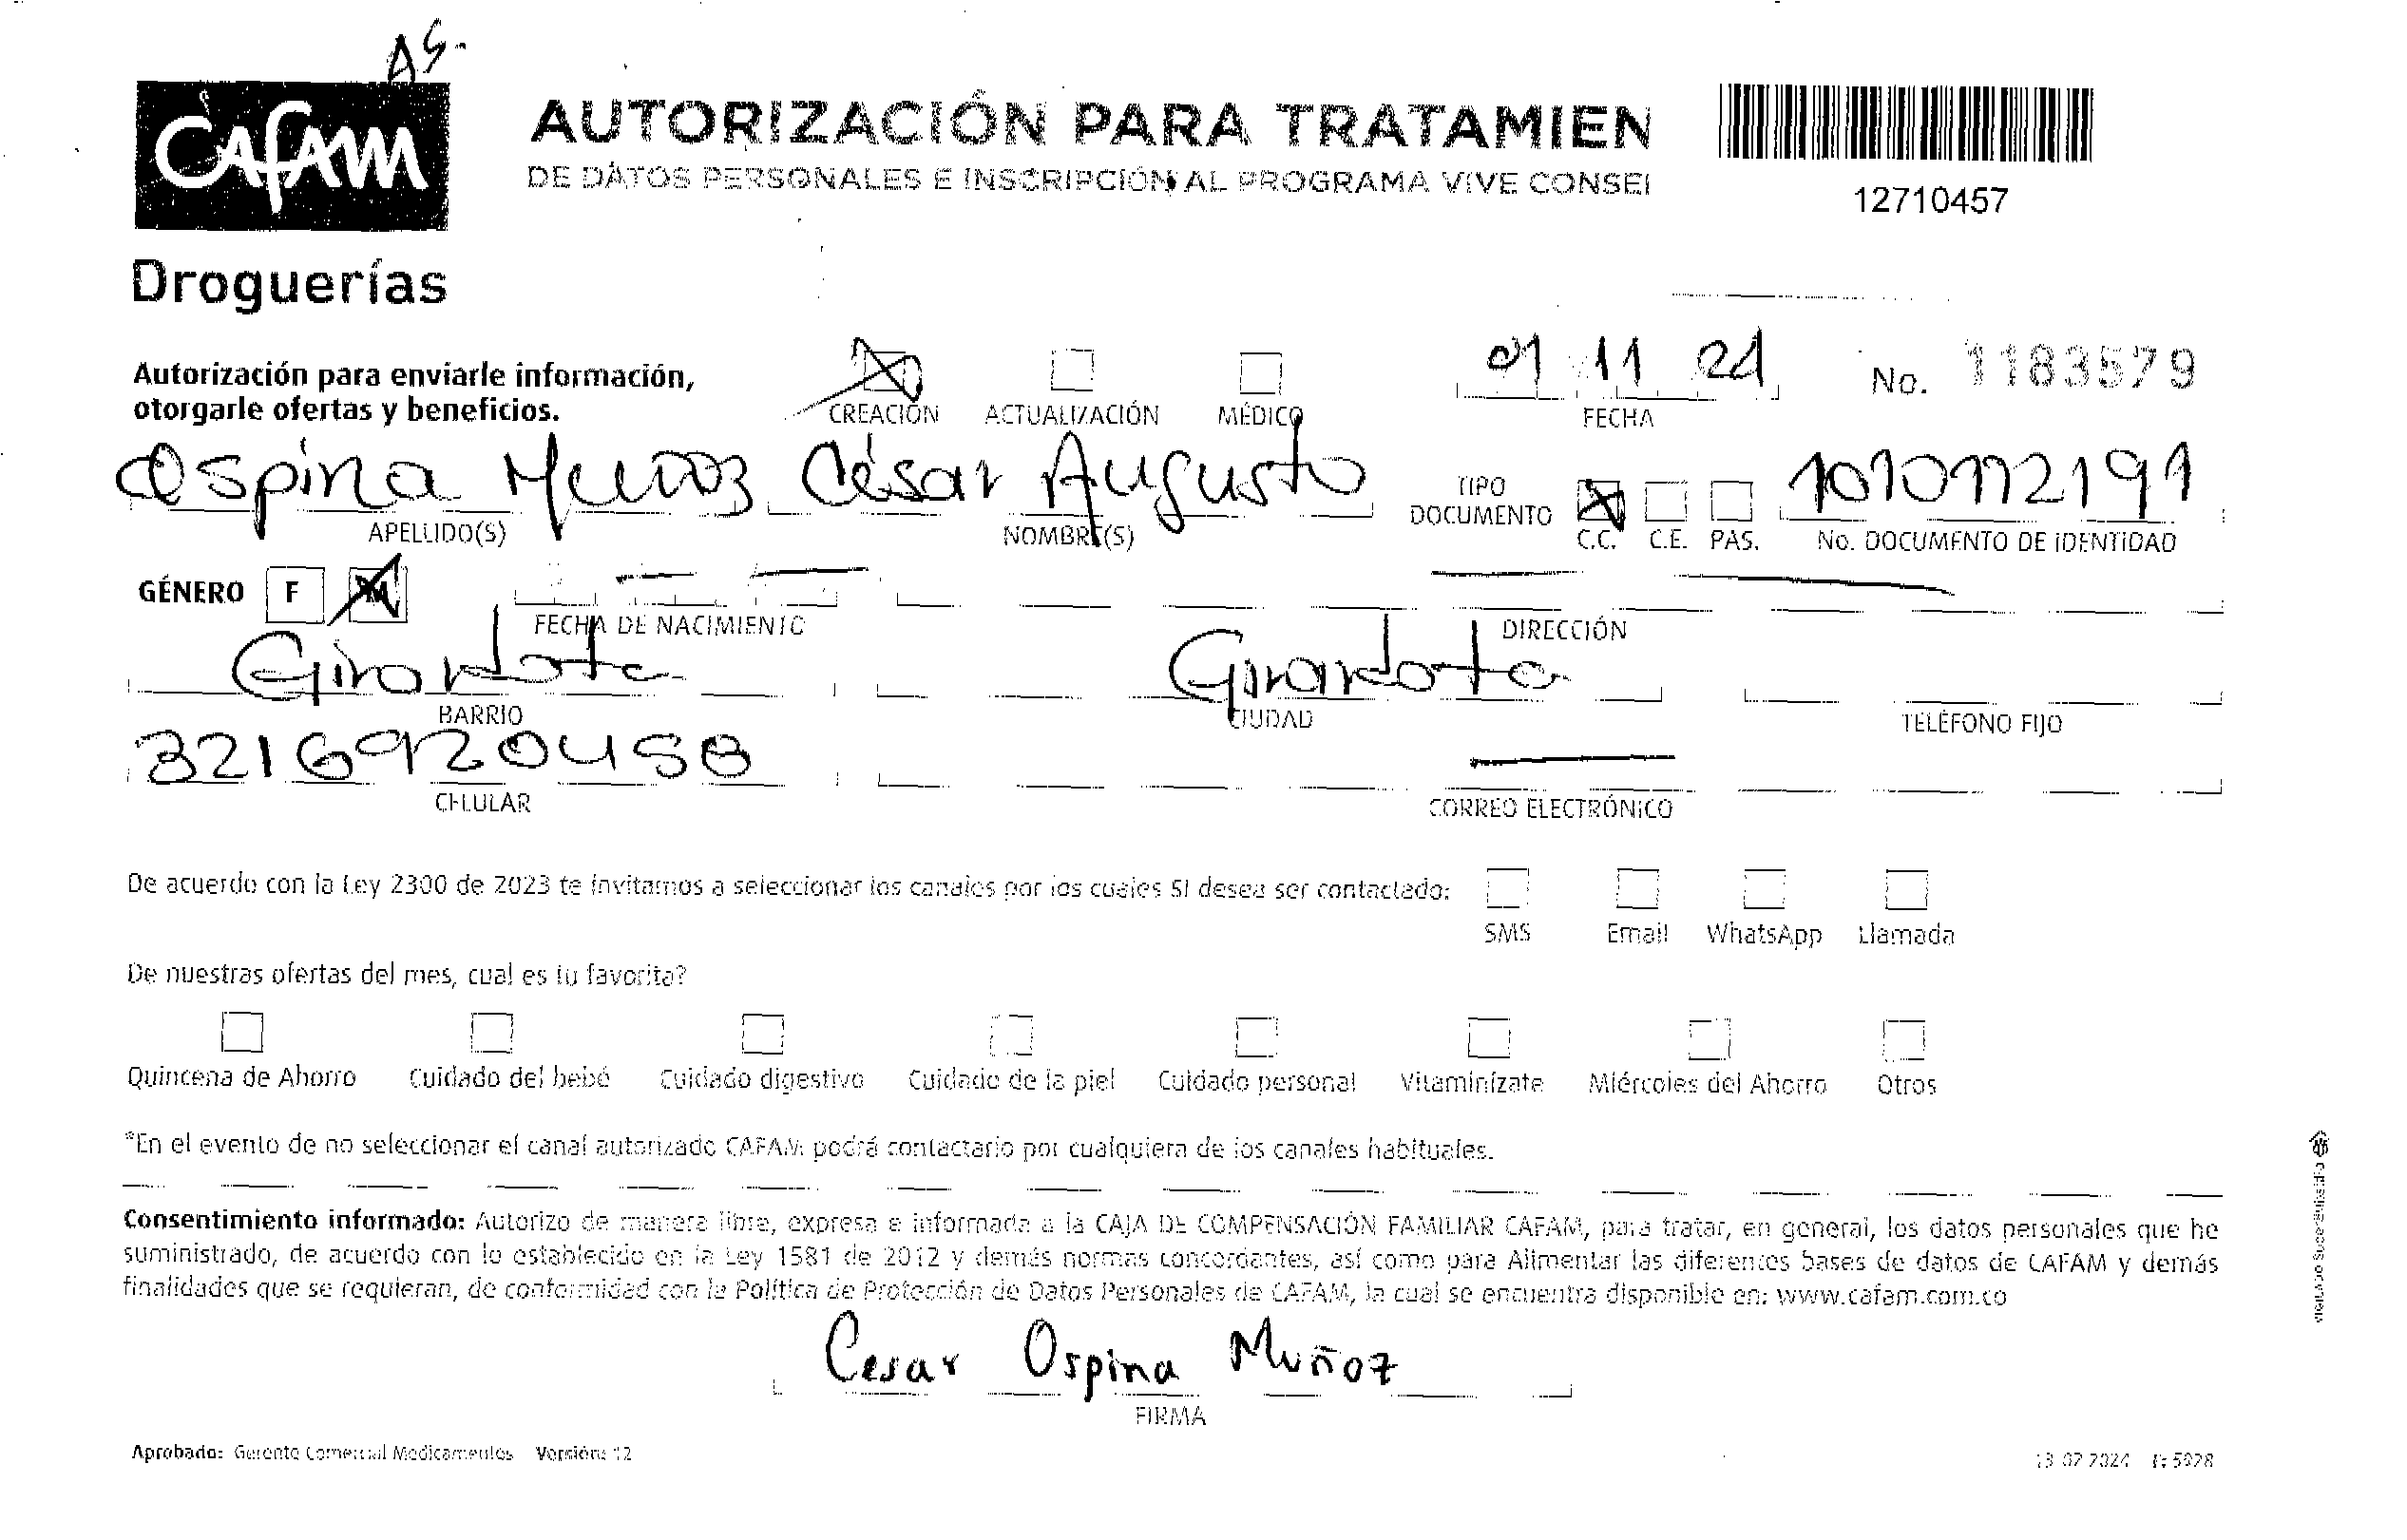 AS.
CAFAM
Droguerías
AUTORIZACIÓN PARA TRATAMIEN
DE DATOS PERSONALES E INSCRIPCIÓN AL PROGRAMA VIVE CONSEI
12710457
Autorización para enviarle información,
otorgarle ofertas y beneficios.
CREACIÓN ACTUALIZACIÓN MÉDICO
01 11 24
FECHA
No. 1183579
Ospina Muñoz César Augusto
APELLIDO(S) NOMBRE(S)
TIPO DOCUMENTO C.C. C.E. PAS.
1010112191
No. DOCUMENTO DE IDENTIDAD
GÉNERO F M
FECHA DE NACIMIENTO DIRECCIÓN
Girardota Girardota
BARRIO CIUDAD TELÉFONO FIJO
3216920458
CELULAR CORREO ELECTRÓNICO
De acuerdo con la Ley 2300 de 2023 te invitamos a seleccionar los canales por los cuales SI desea ser contactado:
SMS Email WhatsApp Llamada
De nuestras ofertas del mes, cual es tu favorita?
Quincena de Ahorro Cuidado del bebé Cuidado digestivo Cuidado de la piel Cuidado personal Vitaminízate Miércoles del Ahorro Otros
*En el evento de no seleccionar el canal autorizado CAFAM podrá contactarlo por cualquiera de los canales habituales.
Consentimiento informado: Autorizo de manera libre, expresa e informada a la CAJA DE COMPENSACIÓN FAMILIAR CAFAM, para tratar, en general, los datos personales que he
suministrado, de acuerdo con lo establecido en la Ley 1581 de 2012 y demás normas concordantes, así como para Alimentar las diferentes bases de datos de CAFAM y demás
finalidades que se requieran, de conformidad con la Política de Protección de Datos Personales de CAFAM, la cual se encuentra disponible en: www.cafam.com.co
Cesar Ospina Muñoz
FIRMA
Aprobado: Gerente Comercial Medicamentos Versión: 12
13 07 2024 F: 5928
VIGILADO SuperSubsidio